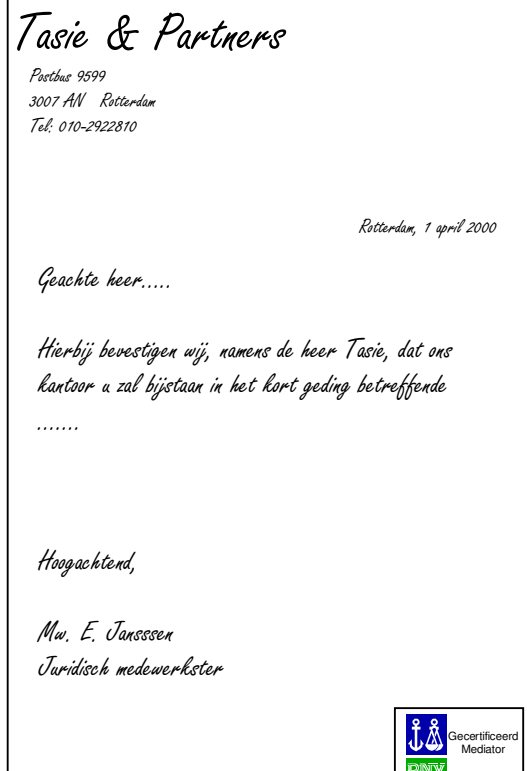 Tasie & Partners
Postbus 9599
3007 AN Rotterdam
Tel: 010-2922810
Rotterdam, 1 april 2000
Geachte heer.....
Hierbij bevestigen wij, namens de heer Tasie, dat ons
kantoor u zal bijstaan in het kort geding betreffende
.......
Hoogachtend,
Mw. E. Jansssen
Juridisch medewerkster
Gecertificeerd
Mediator